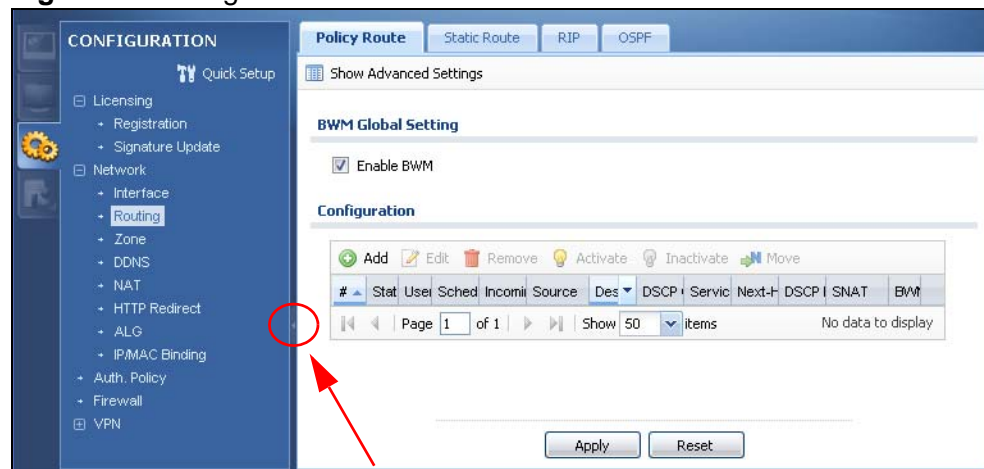 CONFIGURATION
Quick Setup
Licensing
Registration
Signature Update
Network
Interface
Routing
Zone
DDNS
NAT
HTTP Redirect
ALG
IP/MAC Binding
Auth. Policy
Firewall
VPN
Policy Route Static Route RIP OSPF
Show Advanced Settings
BWM Global Setting
Enable BWM
Configuration
Add Edit Remove Activate Inactivate Move
# Stat User Sched Incomin Source Des DSCP Servic Next-H DSCP SNAT BWM
Page 1 of 1 Show 50 items No data to display
Apply Reset